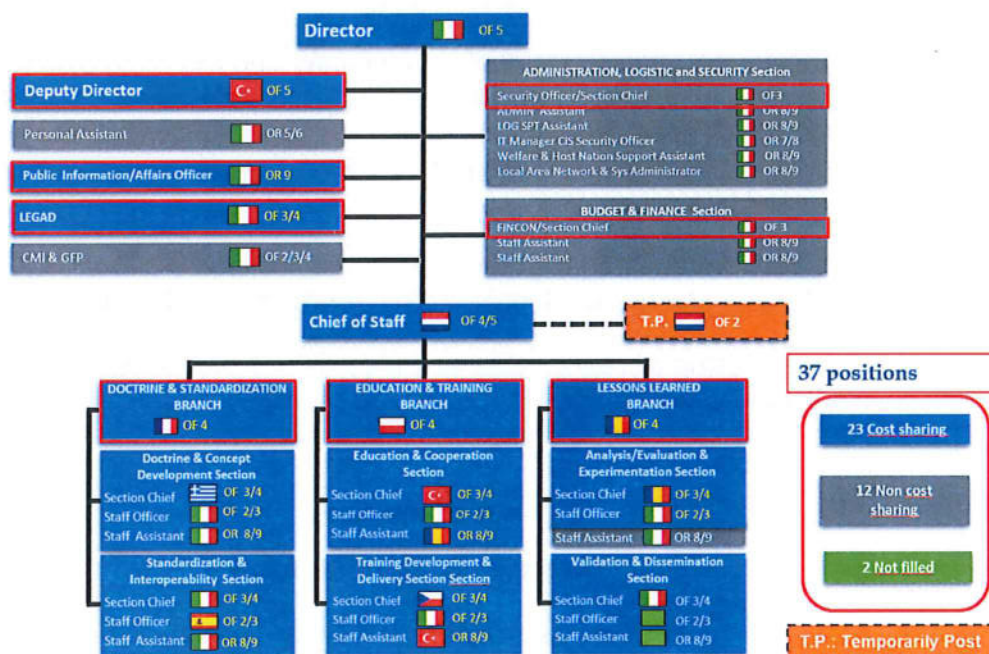 Director OF 5
Deputy Director OF 5
Personal Assistant OR 5/6
Public Information/Affairs Officer OR 9
LEGAD OF 3/4
CMI & GFP OF 2/3/4
ADMINISTRATION, LOGISTIC and SECURITY Section
Security Officer/Section Chief OF3
ADMIN Assistant OR 8/9
LOG SPT Assistant OR 8/9
IT Manager CIS Security Officer OR 7/8
Welfare & Host Nation Support Assistant OR 8/9
Local Area Network & Sys Administrator OR 8/9
BUDGET & FINANCE Section
FINCON/Section Chief OF 3
Staff Assistant OR 8/9
Staff Assistant OR 8/9
Chief of Staff OF 4/5
T.P. OF 2
DOCTRINE & STANDARDIZATION
BRANCH
OF 4
Doctrine & Concept
Development Section
Section Chief OF 3/4
Staff Officer OF 2/3
Staff Assistant OR 8/9
Standardization &
Interoperability Section
Section Chief OF 3/4
Staff Officer OF 2/3
Staff Assistant OR 8/9
EDUCATION & TRAINING
BRANCH
OF 4
Education & Cooperation
Section
Section Chief OF 3/4
Staff Officer OF 2/3
Staff Assistant OR 8/9
Training Development &
Delivery Section Section
Section Chief OF 3/4
Staff Officer OF 2/3
Staff Assistant OR 8/9
LESSONS LEARNED
BRANCH
OF 4
Analysis/Evaluation &
Experimentation Section
Section Chief OF 3/4
Staff Officer OF 2/3
Staff Assistant OR 8/9
Validation & Dissemination
Section
Section Chief OF 3/4
Staff Officer OF 2/3
Staff Assistant OR 8/9
37 positions
23 Cost sharing
12 Non cost
sharing
2 Not filled
T.P.: Temporarily Post